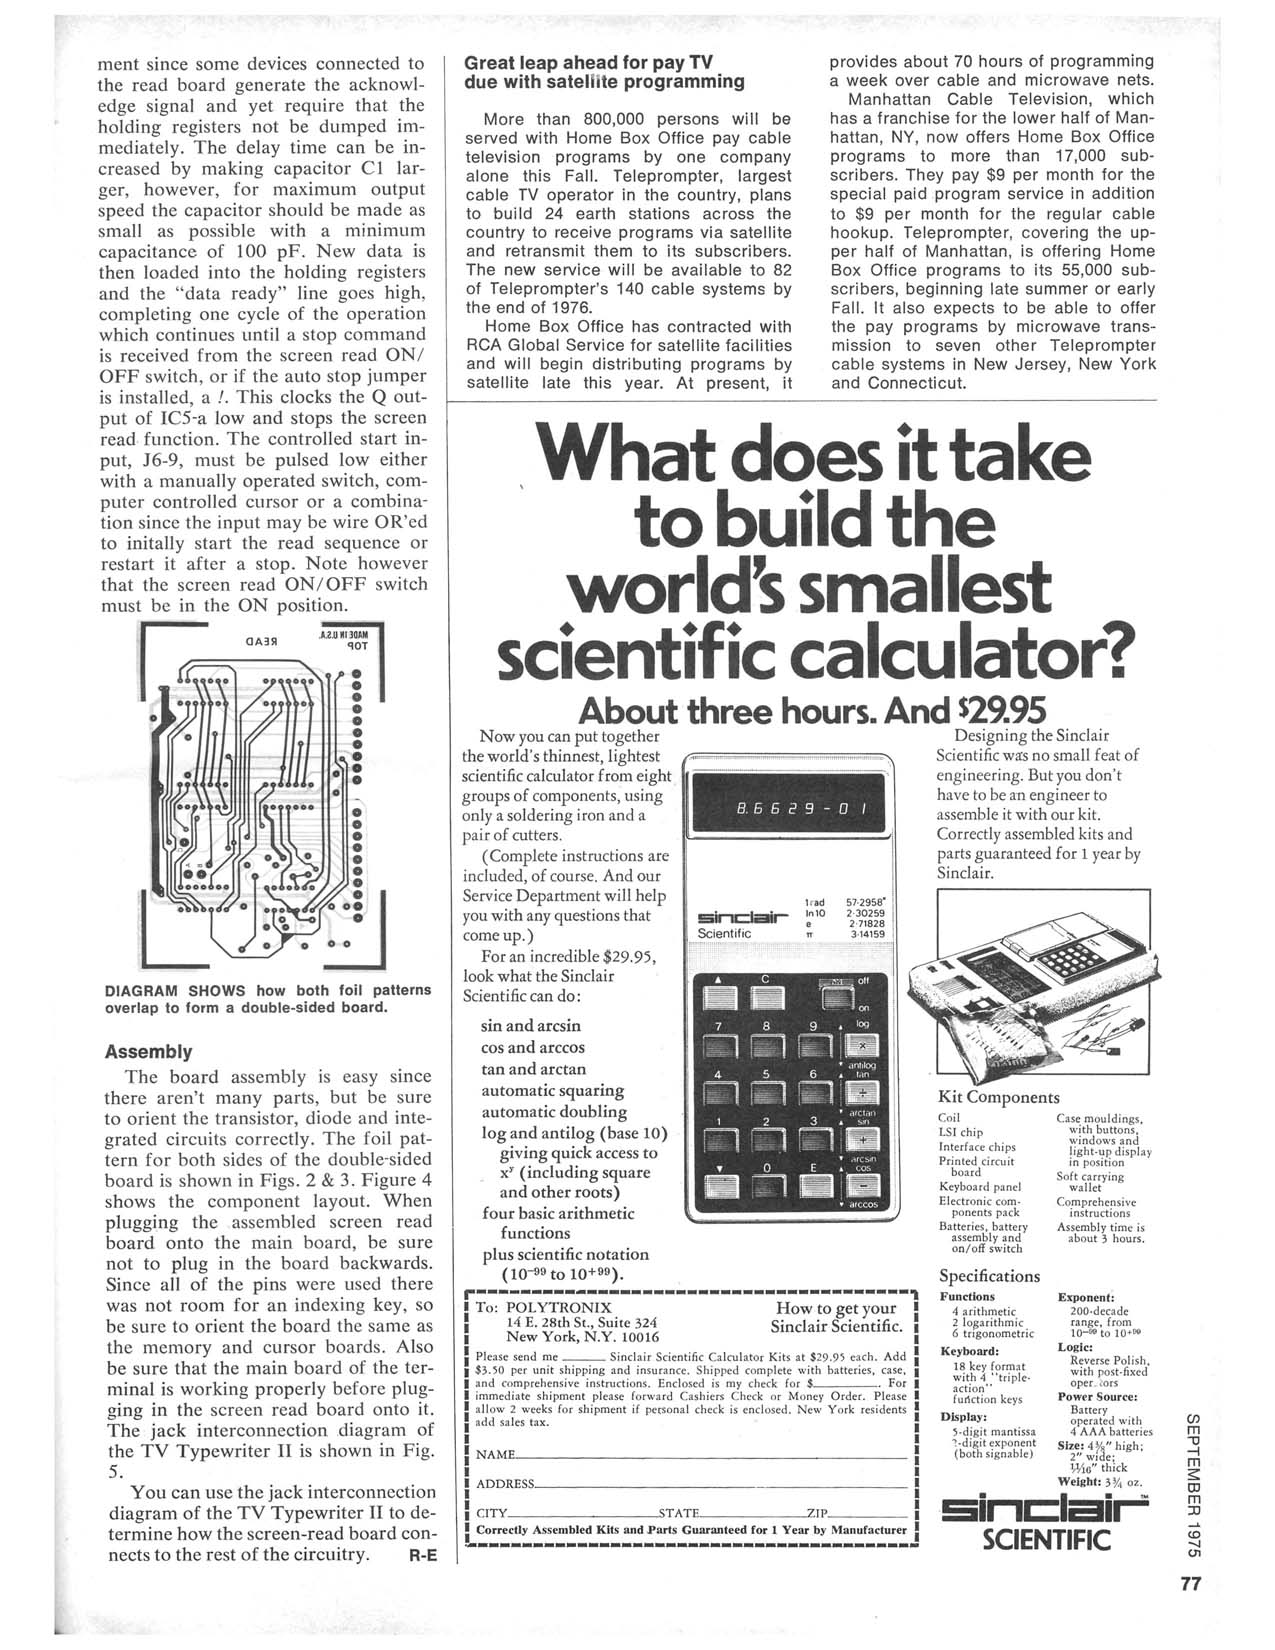 ment since some devices connected to
the read board generate the acknowl-
edge signal and yet require that the
holding registers not be dumped im-
mediately. The delay time can be in-
creased by making capacitor C1 lar-
ger, however, for maximum output
speed the capacitor should be made as
small as possible with a minimum
capacitance of 100 pF. New data is
then loaded into the holding registers
and the “data ready” line goes high,
completing one cycle of the operation
which continues until a stop command
is received from the screen read ON/
OFF switch, or if the auto stop jumper
is installed, a !. This clocks the Q out-
put of IC5-a low and stops the screen
read function. The controlled start in-
put, J6-9, must be pulsed low either
with a manually operated switch, com-
puter controlled cursor or a combina-
tion since the input may be wire OR'ed
to initally start the read sequence or
restart it after a stop. Note however
that the screen read ON/OFF switch
must be in the ON position.
READ
MADE IN U.S.A.
TOP
DIAGRAM SHOWS how both foil patterns
overlap to form a double-sided board.
Assembly
The board assembly is easy since
there aren't many parts, but be sure
to orient the transistor, diode and inte-
grated circuits correctly. The foil pat-
tern for both sides of the double-sided
board is shown in Figs. 2 & 3. Figure 4
shows the component layout. When
plugging the assembled screen read
board onto the main board, be sure
not to plug in the board backwards.
Since all of the pins were used there
was not room for an indexing key, so
be sure to orient the board the same as
the memory and cursor boards. Also
be sure that the main board of the ter-
minal is working properly before plug-
ging in the screen read board onto it.
The jack interconnection diagram of
the TV Typewriter II is shown in Fig.
5.
You can use the jack interconnection
diagram of the TV Typewriter II to de-
termine how the screen-read board con-
nects to the rest of the circuitry. R-E
Great leap ahead for pay TV
due with satellite programming
More than 800,000 persons will be
served with Home Box Office pay cable
television programs by one company
alone this Fall. Teleprompter, largest
cable TV operator in the country, plans
to build 24 earth stations across the
country to receive programs via satellite
and retransmit them to its subscribers.
The new service will be available to 82
of Teleprompter's 140 cable systems by
the end of 1976.
Home Box Office has contracted with
RCA Global Service for satellite facilities
and will begin distributing programs by
satellite late this year. At present, it
provides about 70 hours of programming
a week over cable and microwave nets.
Manhattan Cable Television, which
has a franchise for the lower half of Man-
hattan, NY, now offers Home Box Office
programs to more than 17,000 sub-
scribers. They pay $9 per month for the
special paid program service in addition
to $9 per month for the regular cable
hookup. Teleprompter, covering the up-
per half of Manhattan, is offering Home
Box Office programs to its 55,000 sub-
scribers, beginning late summer or early
Fall. It also expects to be able to offer
the pay programs by microwave trans-
mission to seven other Teleprompter
cable systems in New Jersey, New York
and Connecticut.
What does it take
to build the
world's smallest
scientific calculator?
About three hours. And $29.95
Now you can put together
the world's thinnest, lightest
scientific calculator from eight
groups of components, using
only a soldering iron and a
pair of cutters.
(Complete instructions are
included, of course. And our
Service Department will help
you with any questions that
come up.)
For an incredible $29.95,
look what the Sinclair
Scientific can do:
sin and arcsin
cos and arccos
tan and arctan
automatic squaring
automatic doubling
log and antilog (base 10)
giving quick access to
xʸ (including square
and other roots)
four basic arithmetic
functions
plus scientific notation
(10⁻⁹⁹ to 10⁺⁹⁹).
8.6629-01
sinclair
Scientific
1rad 57·2958°
ln10 2·30259
e 2·71828
π 3·14159
▲ C off
on
7 8 9 ▲ log
×
▼ antilog
4 5 6 ▲ tan
÷
▼ arctan
1 2 3 ▲ sin
+
▼ arcsin
▼ 0 E ▲ cos
−
▼ arccos
Designing the Sinclair
Scientific was no small feat of
engineering. But you don't
have to be an engineer to
assemble it with our kit.
Correctly assembled kits and
parts guaranteed for 1 year by
Sinclair.
Kit Components
Coil
LSI chip
Interface chips
Printed circuit
board
Keyboard panel
Electronic com-
ponents pack
Batteries, battery
assembly and
on/off switch
Case mouldings,
with buttons,
windows and
light-up display
in position
Soft carrying
wallet
Comprehensive
instructions
Assembly time is
about 3 hours.
Specifications
Functions
4 arithmetic
2 logarithmic
6 trigonometric
Keyboard:
18 key format
with 4 “triple-
action”
function keys
Display:
5-digit mantissa
2-digit exponent
(both signable)
Exponent:
200-decade
range, from
10⁻⁹⁹ to 10⁺⁹⁹
Logic:
Reverse Polish,
with post-fixed
operators
Power Source:
Battery
operated with
4 AAA batteries
Size: 4⅜" high;
2" wide;
11/16" thick
Weight: 3¾ oz.
sinclair™
SCIENTIFIC
To: POLYTRONIX
14 E. 28th St., Suite 324
New York, N.Y. 10016
How to get your
Sinclair Scientific.
Please send me ______ Sinclair Scientific Calculator Kits at $29.95 each. Add
$3.50 per unit shipping and insurance. Shipped complete with batteries, case,
and comprehensive instructions. Enclosed is my check for $________. For
immediate shipment please forward Cashiers Check or Money Order. Please
allow 2 weeks for shipment if personal check is enclosed. New York residents
add sales tax.
NAME
ADDRESS
CITY STATE ZIP
Correctly Assembled Kits and Parts Guaranteed for 1 Year by Manufacturer
SEPTEMBER 1975
77